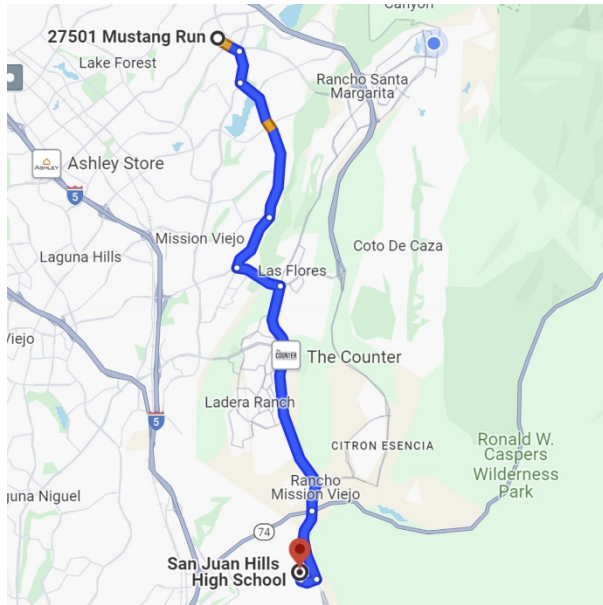 Canyon
27501 Mustang Run
Lake Forest
Rancho Santa
Margarita
ASHLEY
Ashley Store
5
Mission Viejo
Coto De Caza
Laguna Hills
Las Flores
Viejo
THE COUNTER
The Counter
Ladera Ranch
5
CITRON ESENCIA
Ronald W.
Caspers
Wilderness
Park
Rancho
Mission Viejo
guna Niguel
74
San Juan Hills
High School